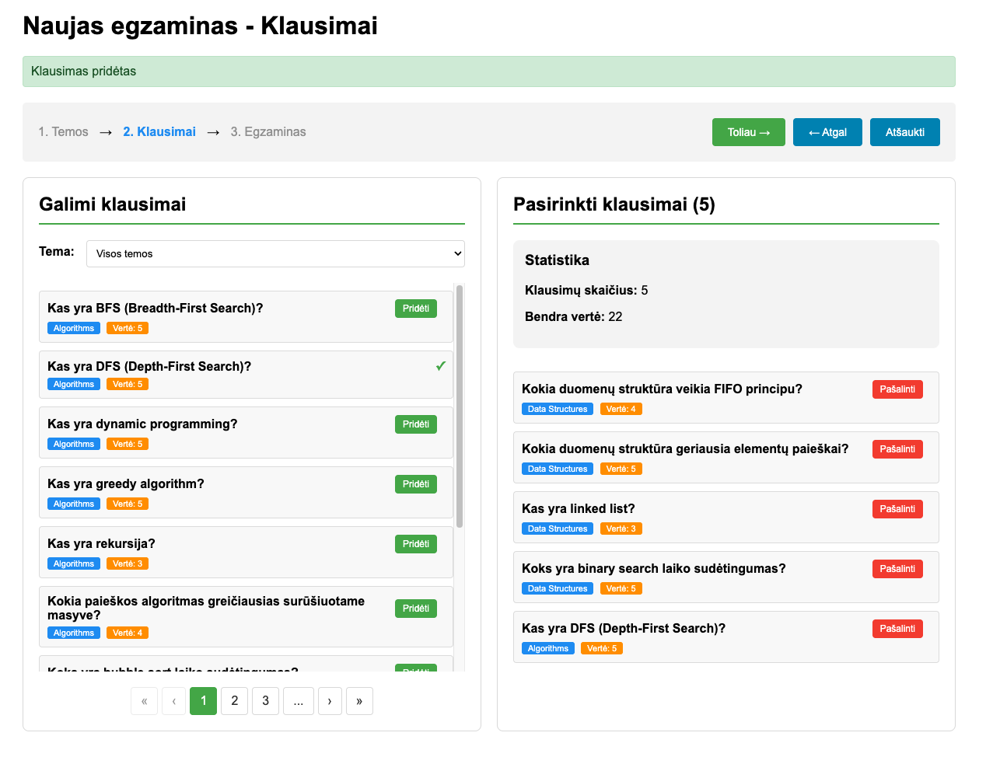 Naujas egzaminas - Klausimai
Klausimas pridėtas
1. Temos → 2. Klausimai → 3. Egzaminas
Toliau → ← Atgal Atšaukti
Galimi klausimai
Tema: Visos temos
Kas yra BFS (Breadth-First Search)? Pridėti
Algorithms Vertė: 5
Kas yra DFS (Depth-First Search)? ✓
Algorithms Vertė: 5
Kas yra dynamic programming? Pridėti
Algorithms Vertė: 5
Kas yra greedy algorithm? Pridėti
Algorithms Vertė: 5
Kas yra rekursija? Pridėti
Algorithms Vertė: 3
Kokia paieškos algoritmas greičiausias surūšiuotame
masyve?
Pridėti
Algorithms Vertė: 4
Koks yra bubble sort laiko sudėtingumas? Pridėti
« ‹ 1 2 3 ... › »
Pasirinkti klausimai (5)
Statistika
Klausimų skaičius: 5
Bendra vertė: 22
Kokia duomenų struktūra veikia FIFO principu? Pašalinti
Data Structures Vertė: 4
Kokia duomenų struktūra geriausia elementų paieškai? Pašalinti
Data Structures Vertė: 5
Kas yra linked list? Pašalinti
Data Structures Vertė: 3
Koks yra binary search laiko sudėtingumas? Pašalinti
Data Structures Vertė: 5
Kas yra DFS (Depth-First Search)? Pašalinti
Algorithms Vertė: 5